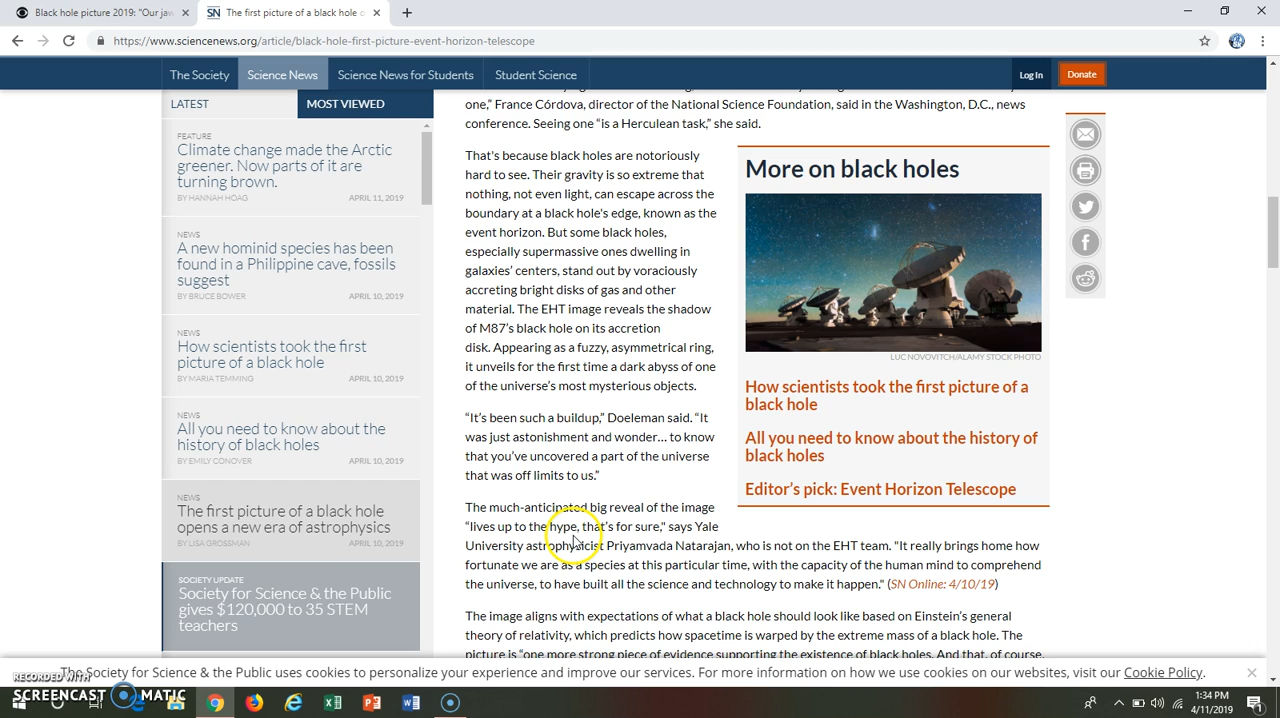 Black hole picture 2019: "Our jaw
The first picture of a black hole o
https://www.sciencenews.org/article/black-hole-first-picture-event-horizon-telescope
The Society
Science News
Science News for Students
Student Science
Log In
Donate
LATEST
MOST VIEWED
FEATURE
Climate change made the Arctic
greener. Now parts of it are
turning brown.
BY HANNAH HOAG
APRIL 11, 2019
NEWS
A new hominid species has been
found in a Philippine cave, fossils
suggest
BY BRUCE BOWER
APRIL 10, 2019
NEWS
How scientists took the first
picture of a black hole
BY MARIA TEMMING
APRIL 10, 2019
NEWS
All you need to know about the
history of black holes
BY EMILY CONOVER
APRIL 10, 2019
NEWS
The first picture of a black hole
opens a new era of astrophysics
BY LISA GROSSMAN
APRIL 10, 2019
SOCIETY UPDATE
Society for Science & the Public
gives $120,000 to 35 STEM
teachers
one,” France Córdova, director of the National Science Foundation, said in the Washington, D.C., news
conference. Seeing one “is a Herculean task,” she said.
That's because black holes are notoriously
hard to see. Their gravity is so extreme that
nothing, not even light, can escape across the
boundary at a black hole's edge, known as the
event horizon. But some black holes,
especially supermassive ones dwelling in
galaxies’ centers, stand out by voraciously
accreting bright disks of gas and other
material. The EHT image reveals the shadow
of M87’s black hole on its accretion
disk. Appearing as a fuzzy, asymmetrical ring,
it unveils for the first time a dark abyss of one
of the universe’s most mysterious objects.
“It’s been such a buildup,” Doeleman said. “It
was just astonishment and wonder… to know
that you’ve uncovered a part of the universe
that was off limits to us.”
The much-anticipated big reveal of the image
“lives up to the hype, that’s for sure,” says Yale
University astrophysicist Priyamvada Natarajan, who is not on the EHT team. “It really brings home how
fortunate we are as a species at this particular time, with the capacity of the human mind to comprehend
the universe, to have built all the science and technology to make it happen.” (SN Online: 4/10/19)
The image aligns with expectations of what a black hole should look like based on Einstein’s general
theory of relativity, which predicts how spacetime is warped by the extreme mass of a black hole. The
picture is “one more strong piece of evidence supporting the existence of black holes. And that, of course,
More on black holes
LUC NOVOVITCH/ALAMY STOCK PHOTO
How scientists took the first picture of a
black hole
All you need to know about the history of
black holes
Editor’s pick: Event Horizon Telescope
The Society for Science & the Public uses cookies to personalize your experience and improve our services. For more information on how we use cookies on our websites, visit our Cookie Policy.
RECORDED WITH
SCREENCAST MATIC
1:34 PM
4/11/2019